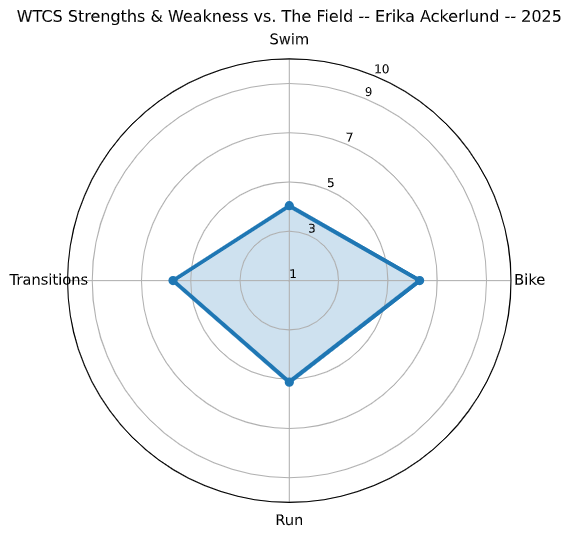 WTCS Strengths & Weakness vs. The Field -- Erika Ackerlund -- 2025
Swim
10
9
7
5
3
1
Transitions
Bike
Run